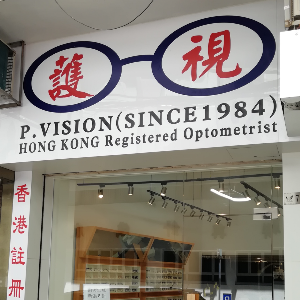 護視
P.VISION(SINCE1984)
HONG KONG Registered Optometrist
香港註冊